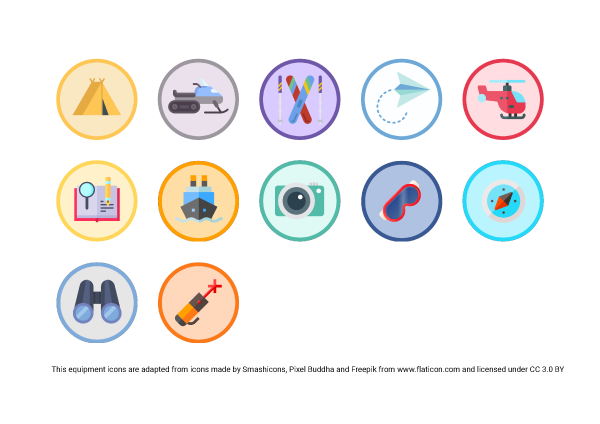 This equipment icons are adapted from icons made by Smashicons, Pixel Buddha and Freepik from www.flaticon.com and licensed under CC 3.0 BY